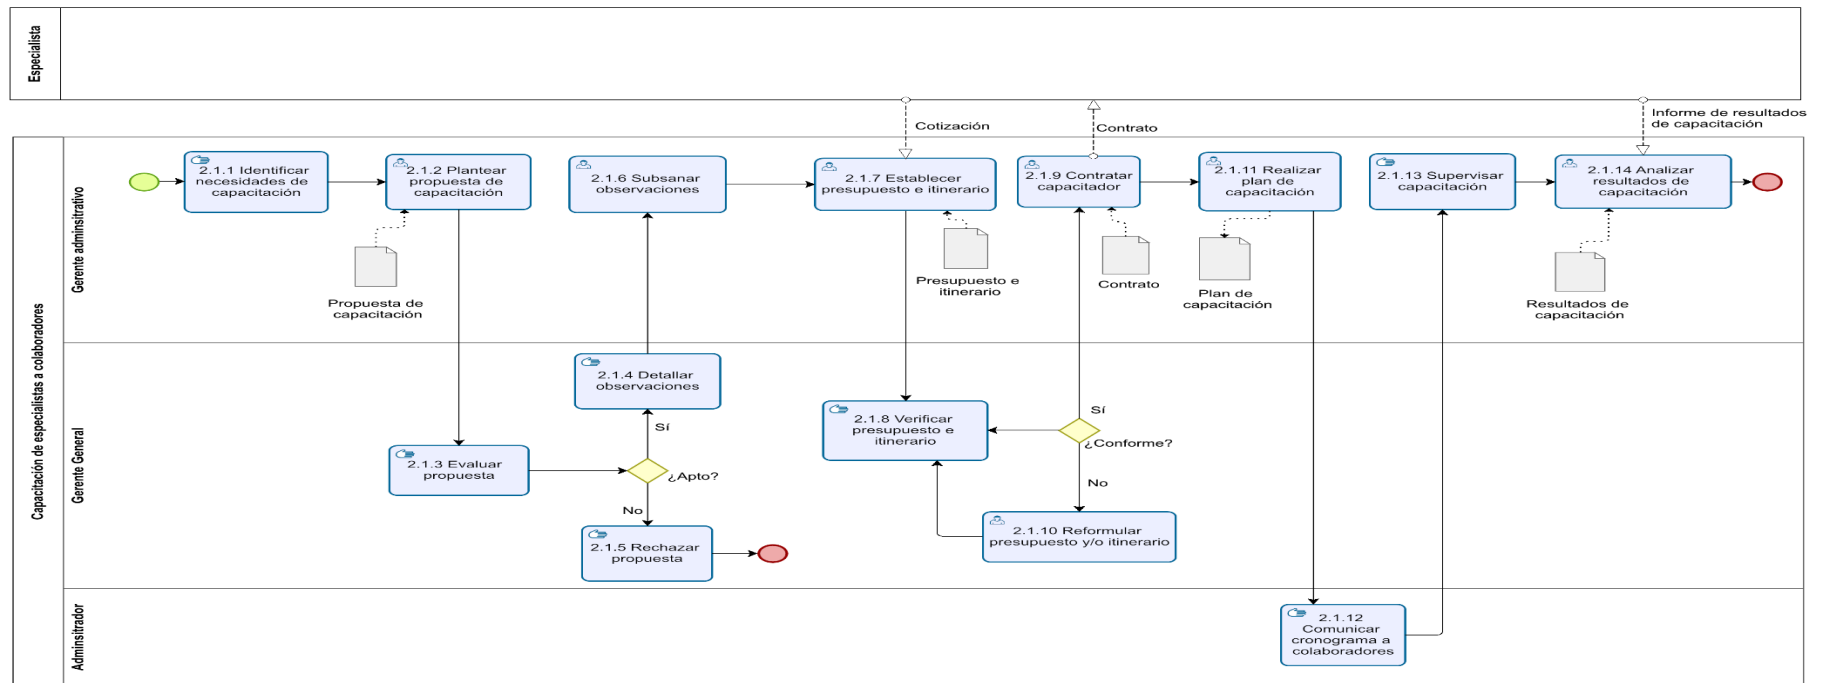 Especialista
Cotización
Contrato
Informe de resultados
de capacitación
Capacitación de especialistas a colaboradores
Gerente adminsitrativo
2.1.1 Identificar
necesidades de
capacitación
2.1.2 Plantear
propuesta de
capacitación
2.1.6 Subsanar
observaciones
2.1.7 Establecer
presupuesto e itinerario
2.1.9 Contratar
capacitador
2.1.11 Realizar
plan de
capacitación
2.1.13 Supervisar
capacitación
2.1.14 Analizar
resultados de
capacitación
Propuesta de
capacitación
Presupuesto e
itinerario
Contrato
Plan de
capacitación
Resultados de
capacitación
Gerente General
2.1.4 Detallar
observaciones
Sí
2.1.3 Evaluar
propuesta
¿Apto?
No
2.1.5 Rechazar
propuesta
2.1.8 Verificar
presupuesto e
itinerario
Sí
¿Conforme?
No
2.1.10 Reformular
presupuesto y/o itinerario
Adminsitrador
2.1.12
Comunicar
cronograma a
colaboradores